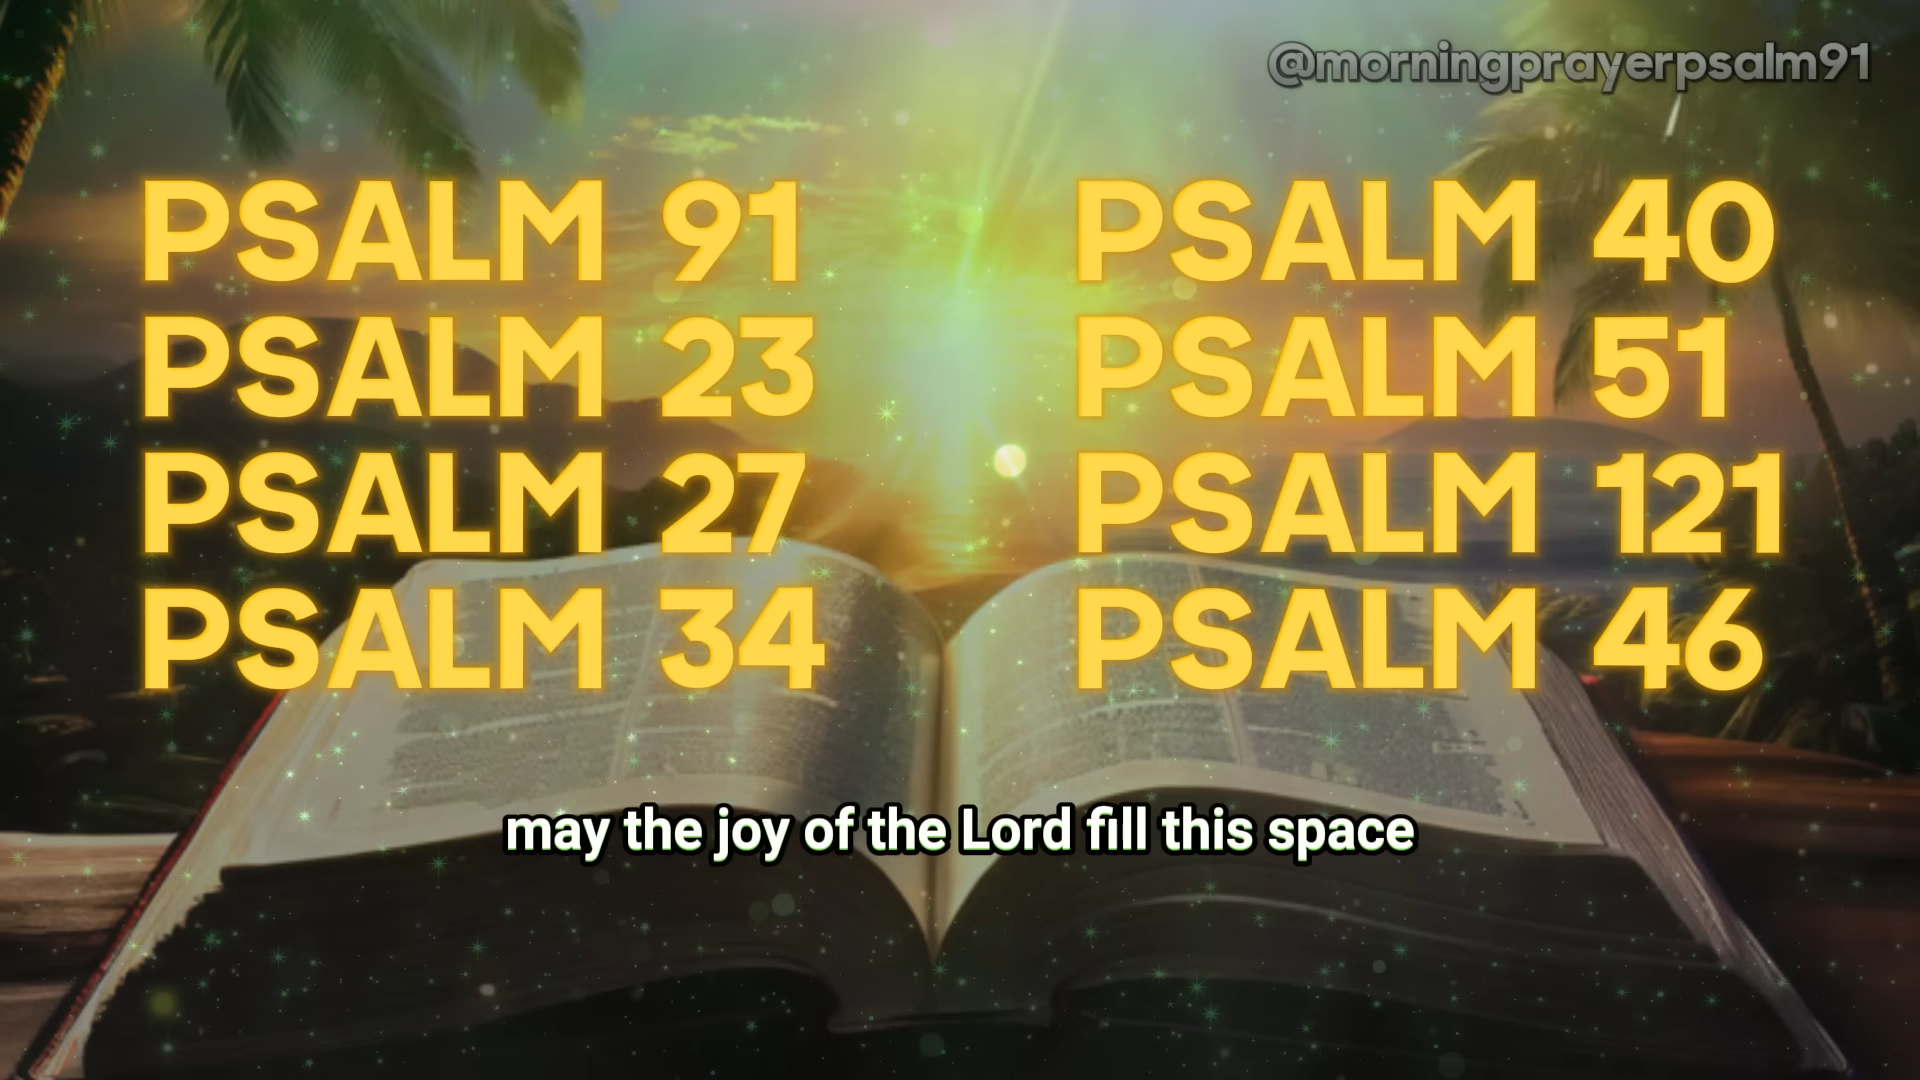 @morningprayerpsalm91
PSALM 91
PSALM 23
PSALM 27
PSALM 34
PSALM 40
PSALM 51
PSALM 121
PSALM 46
may the joy of the Lord fill this space